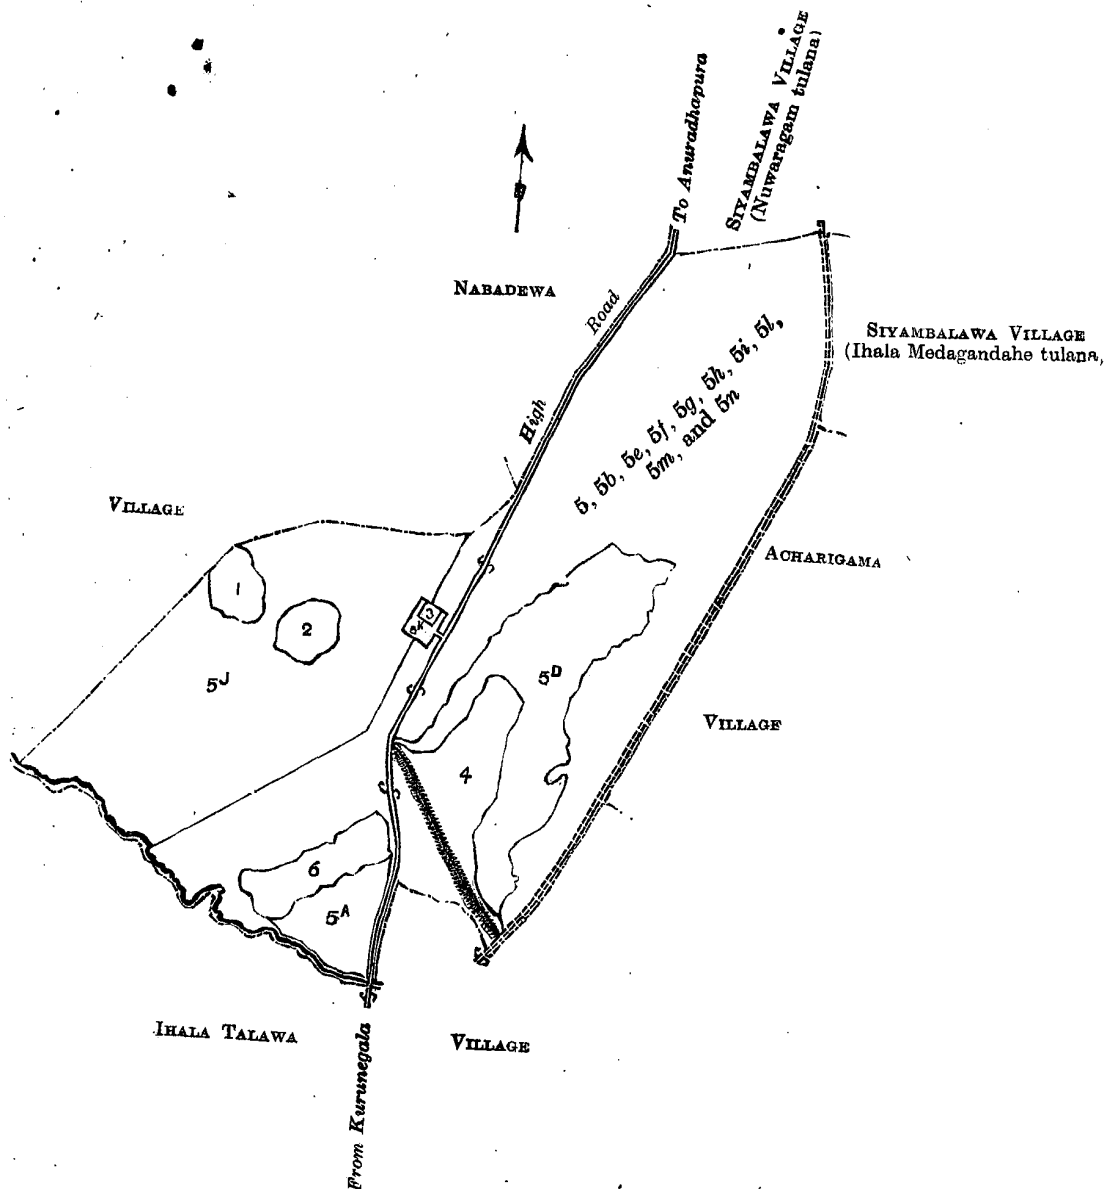 SIYAMBALAWA VILLAGE
(Nuwaragam tulana)
To Anuradhapura
NABADEWA
High Road
SIYAMBALAWA VILLAGE
(Ihala Medagandahe tulana,
5, 5b, 5e, 5f, 5g, 5h, 5i, 5l,
5m, and 5n
VILLAGE
ACHARIGAMA
1
2
3
5J
5D
VILLAGE
4
6
5A
IHALA TALAWA
VILLAGE
From Kurunegala